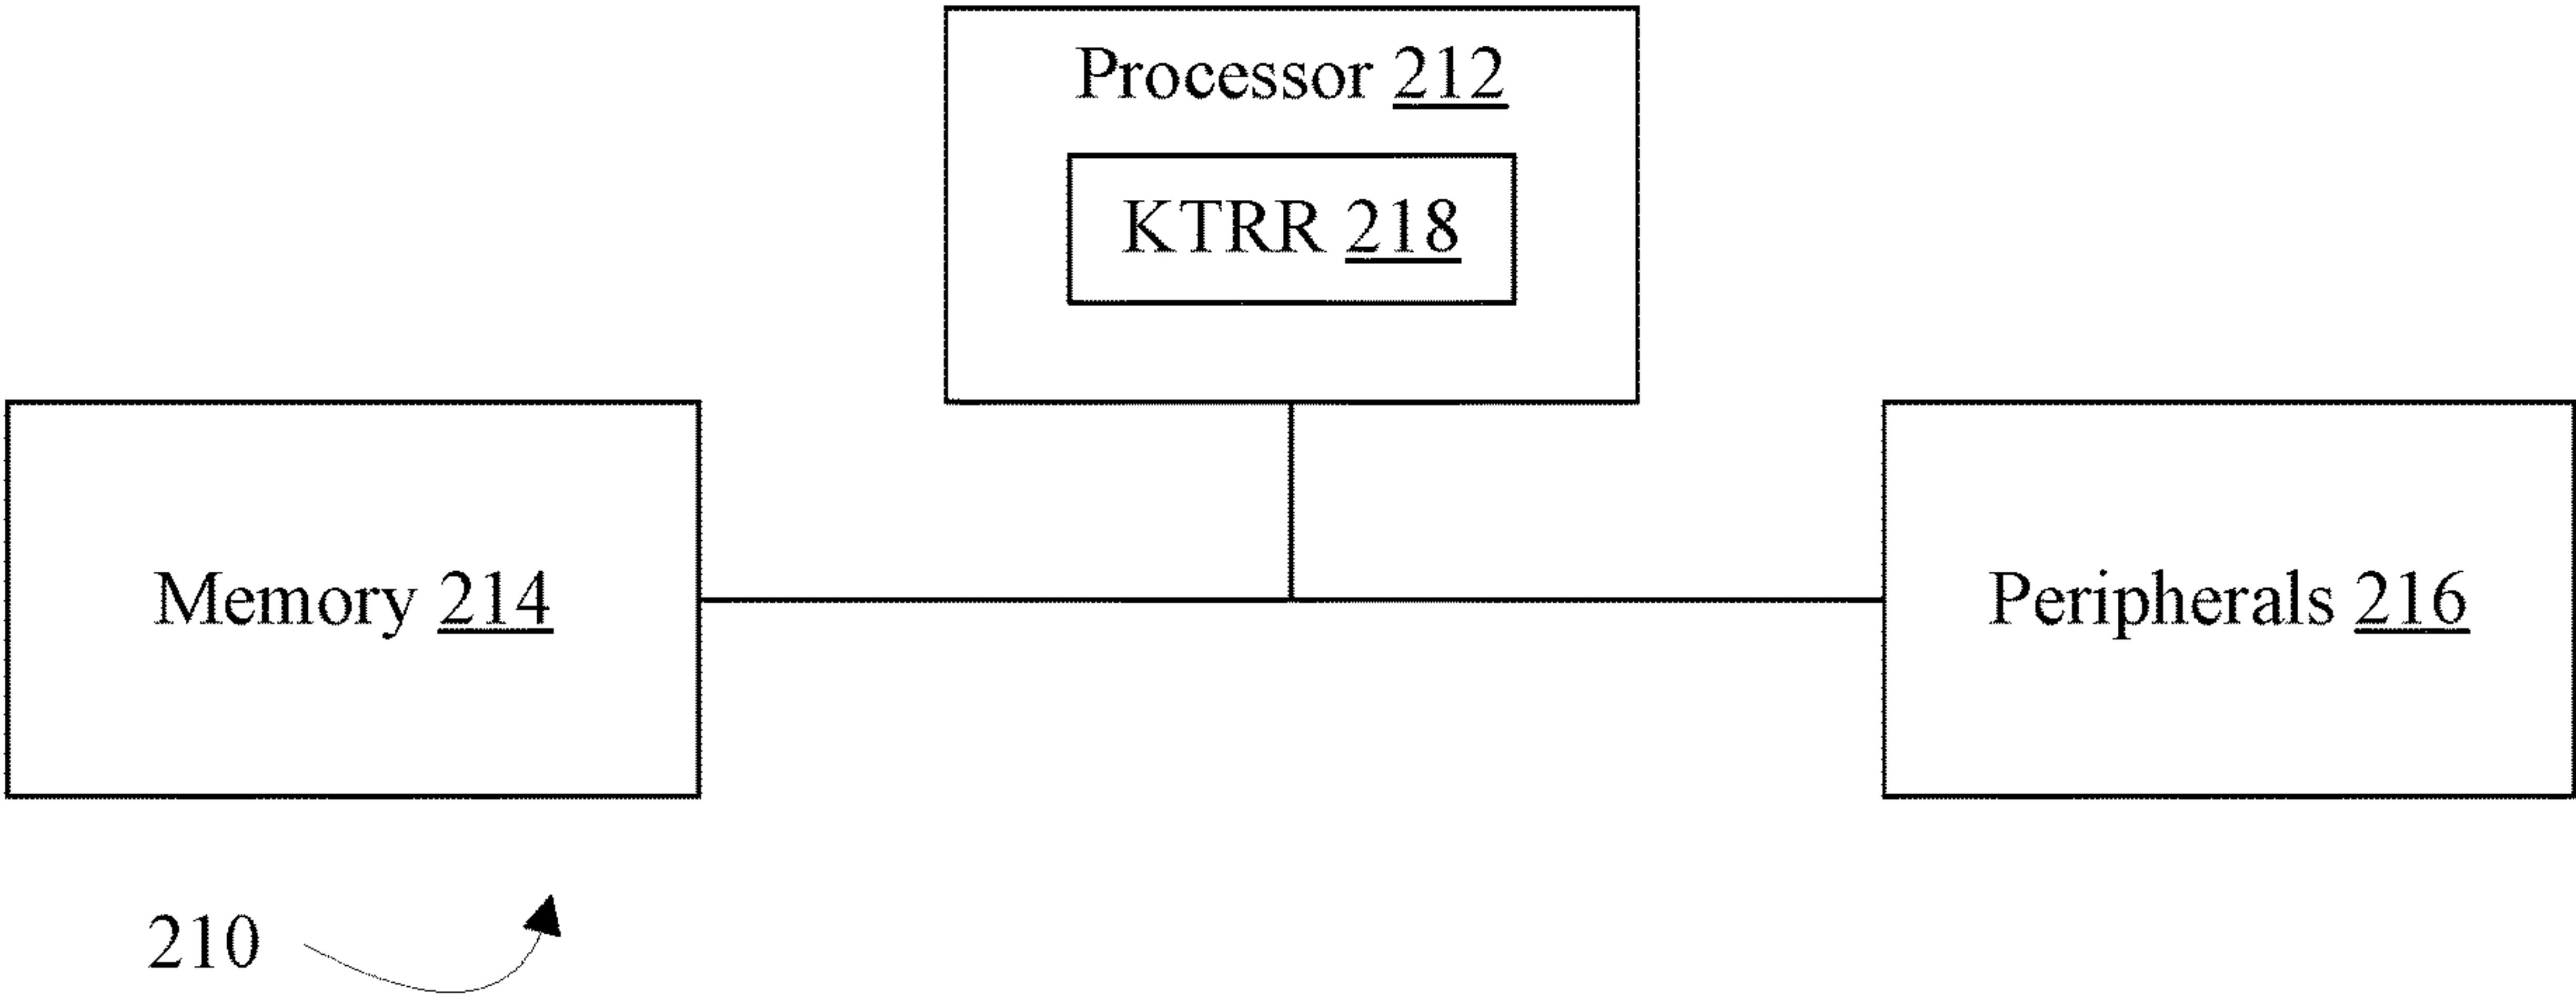 Processor 212
KTRR 218
Memory 214
Peripherals 216
210